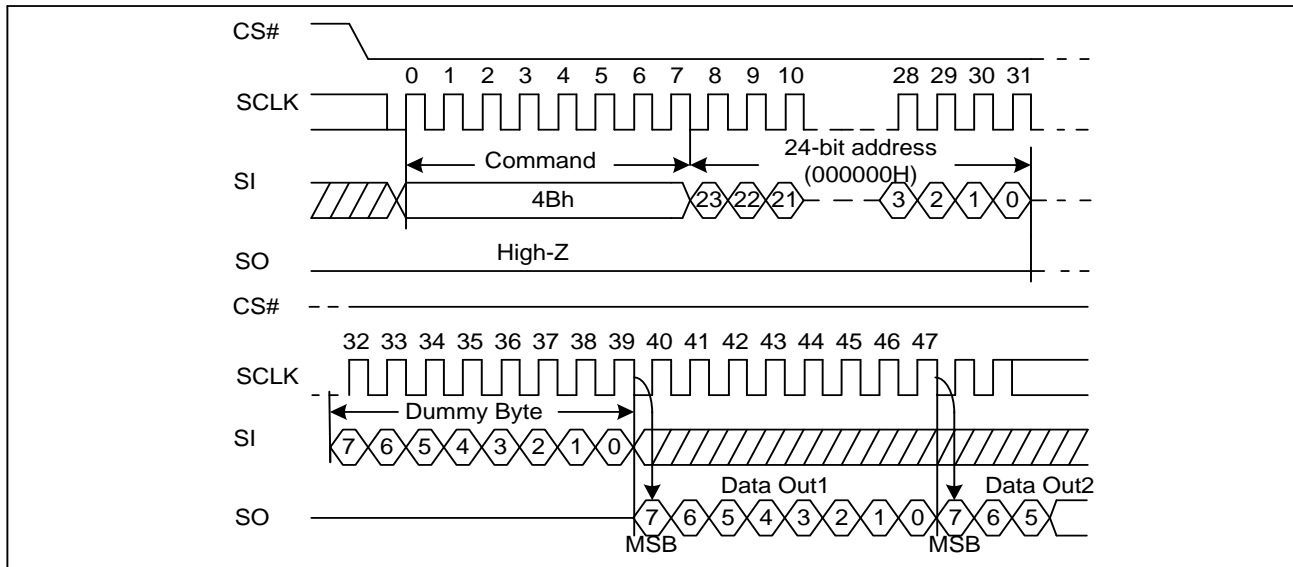 CS#
0 1 2 3 4 5 6 7 8 9 10 28 29 30 31
SCLK
Command
24-bit address
(000000H)
SI
4Bh
23 22 21 3 2 1 0
High-Z
SO
CS#
32 33 34 35 36 37 38 39 40 41 42 43 44 45 46 47
SCLK
Dummy Byte
SI
7 6 5 4 3 2 1 0
Data Out1 Data Out2
SO
7 6 5 4 3 2 1 0 7 6 5
MSB MSB